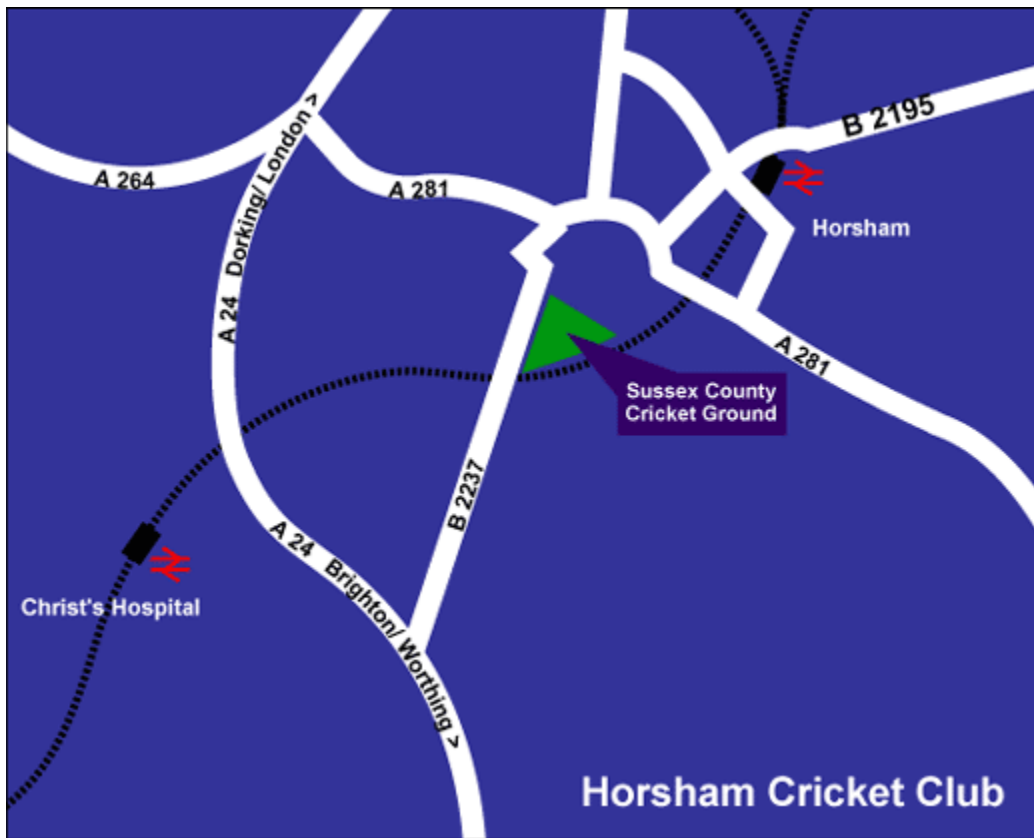 B 2195
A 264
A 281
A 24   Dorking/ London >
Horsham
A 281
Sussex County
Cricket Ground
B 2237
A 24   Brighton/ Worthing >
Christ's Hospital
Horsham Cricket Club